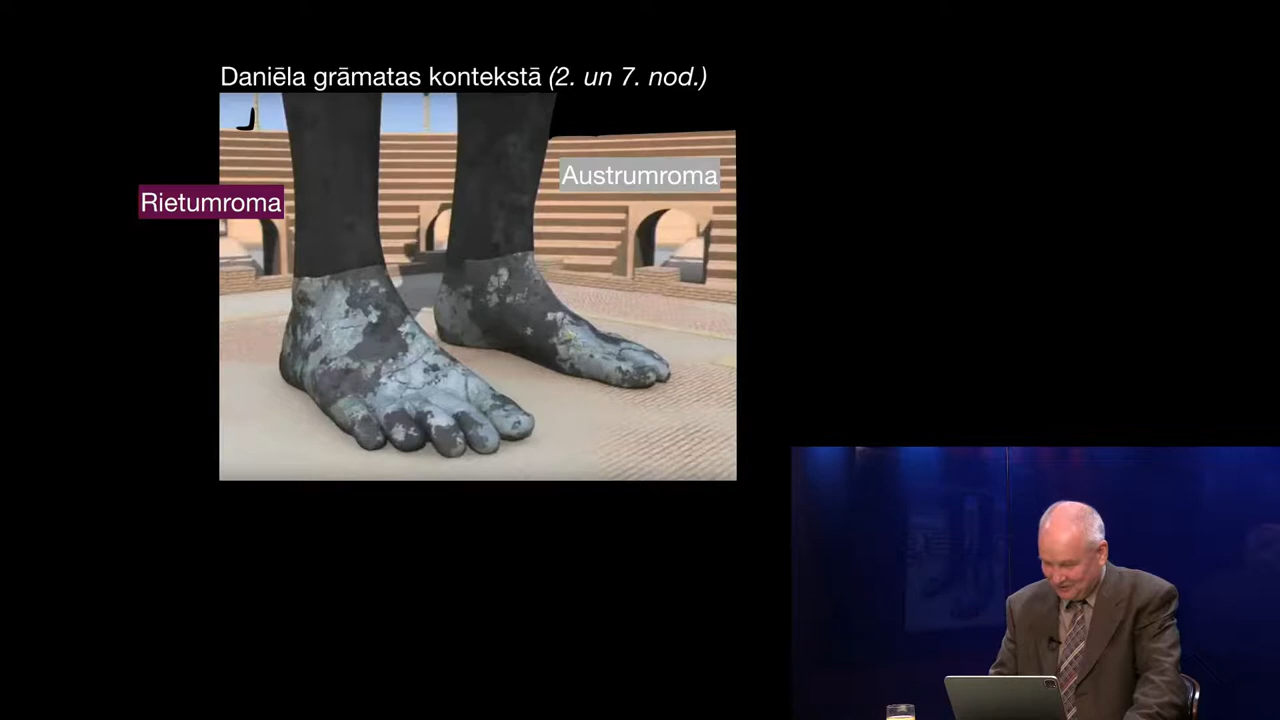 Daniēla grāmatas kontekstā (2. un 7. nod.)
Austrumroma
Rietumroma